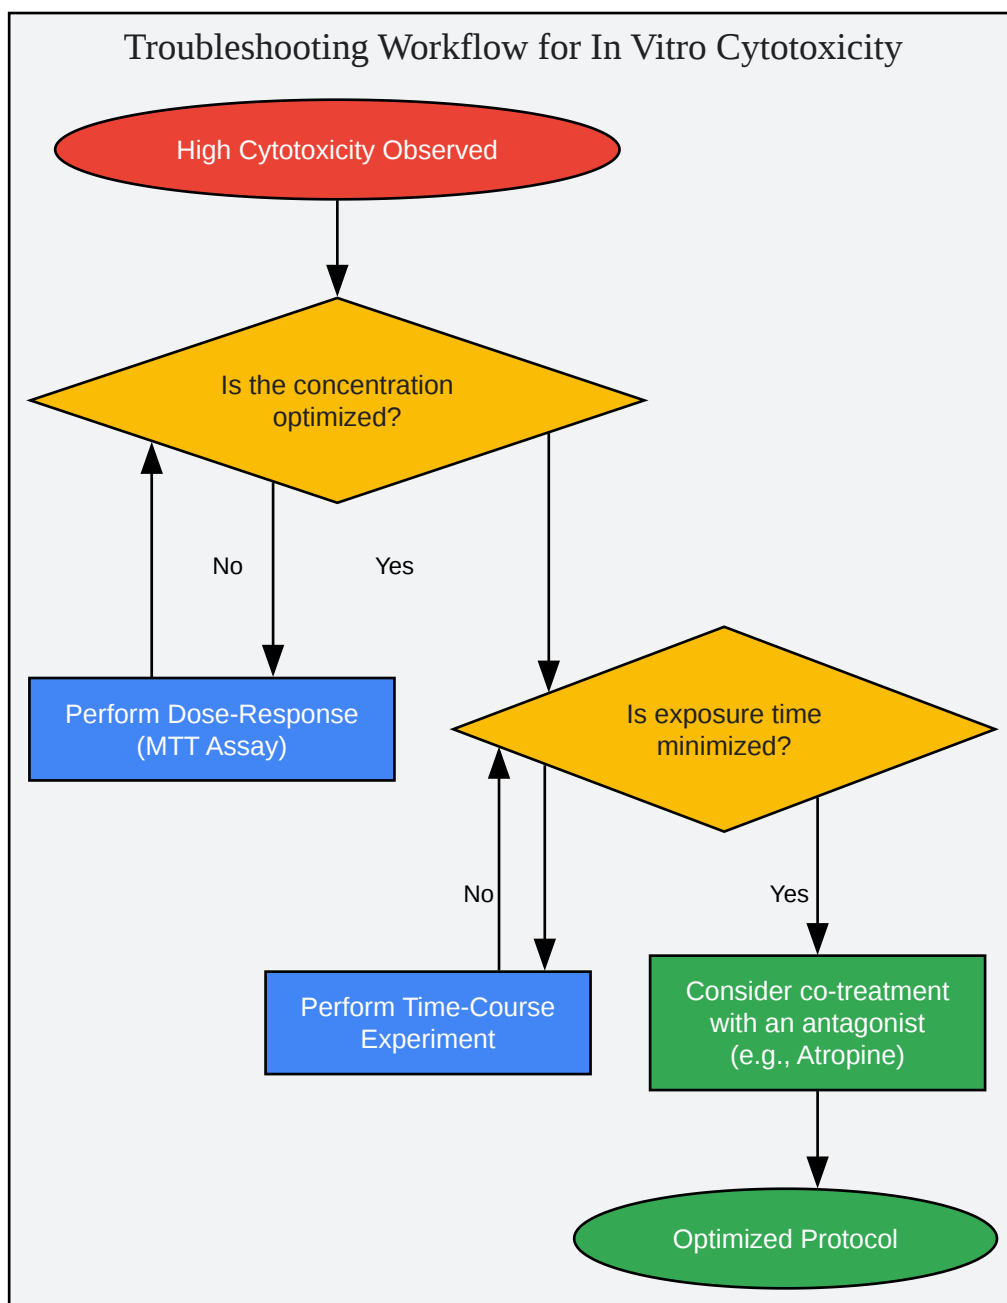 Troubleshooting Workflow for In Vitro Cytotoxicity
High Cytotoxicity Observed
Is the concentration
optimized?
No
Yes
Perform Dose-Response
(MTT Assay)
Is exposure time
minimized?
No
Yes
Perform Time-Course
Experiment
Consider co-treatment
with an antagonist
(e.g., Atropine)
Optimized Protocol